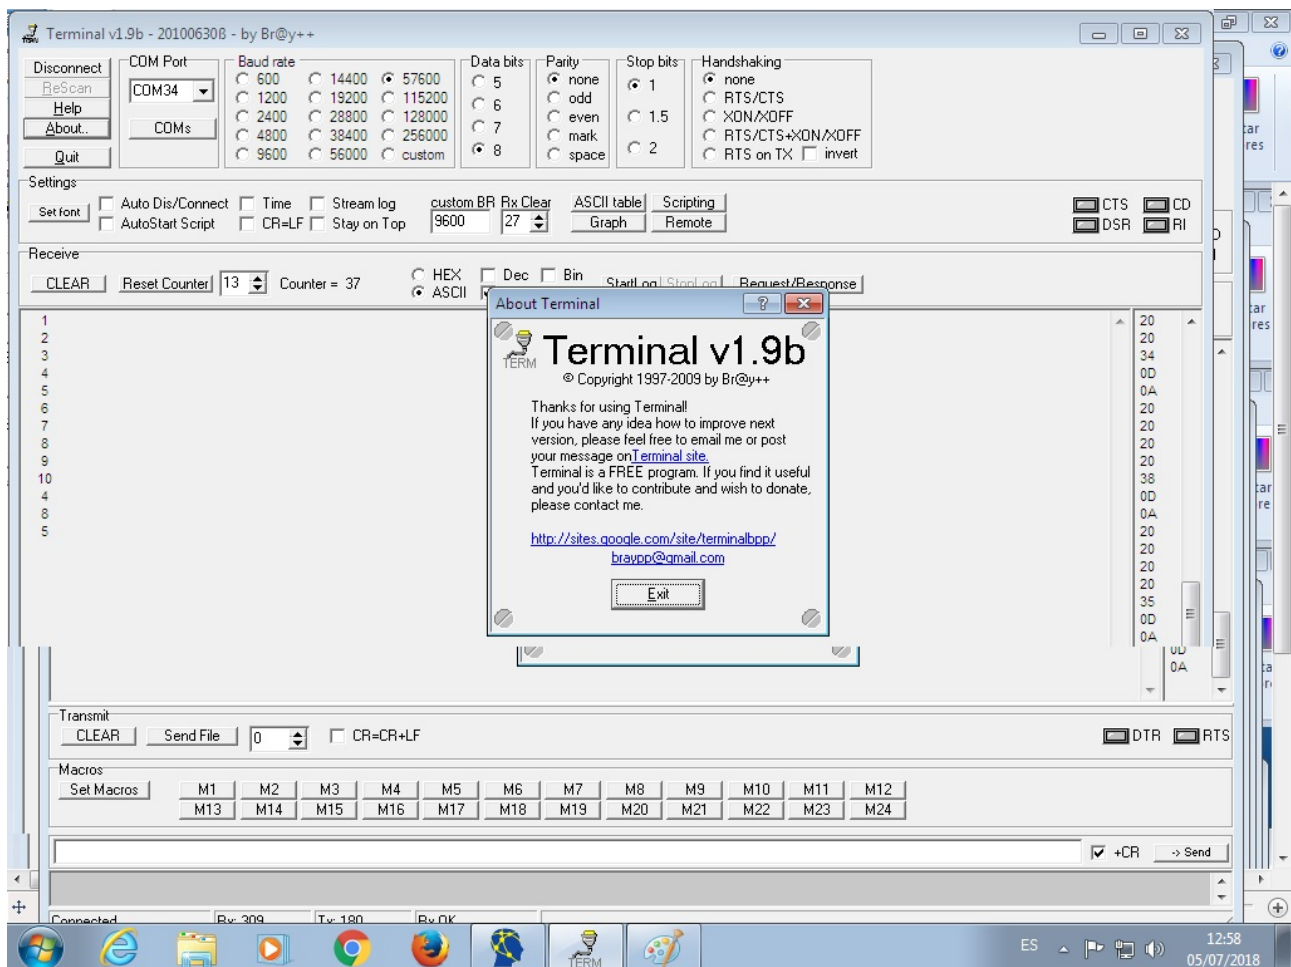 Terminal v1.9b - 20100630ß - by Br@y++
Disconnect
ReScan
Help
About..
Quit
COM Port
COM34
COMs
Baud rate
600 14400 57600
1200 19200 115200
2400 28800 128000
4800 38400 256000
9600 56000 custom
Data bits
5
6
7
8
Parity
none
odd
even
mark
space
Stop bits
1
1.5
2
Handshaking
none
RTS/CTS
XON/XOFF
RTS/CTS+XON/XOFF
RTS on TX invert
Settings
Set font
Auto Dis/Connect Time Stream log
AutoStart Script CR=LF Stay on Top
custom BR Rx Clear
9600 27
ASCII table Scripting
Graph Remote
CTS CD
DSR RI
Receive
CLEAR Reset Counter 13 Counter = 37
HEX Dec Bin
ASCII
StartLog StopLog Request/Response
1
2
3
4
5
6
7
8
9
10
4
8
5
About Terminal
TERM
Terminal v1.9b
© Copyright 1997-2009 by Br@y++
Thanks for using Terminal!
If you have any idea how to improve next
version, please feel free to email me or post
your message onTerminal site.
Terminal is a FREE program. If you find it useful
and you'd like to contribute and wish to donate,
please contact me.
http://sites.google.com/site/terminalbpp/
braypp@gmail.com
Exit
20
20
34
0D
0A
20
20
20
20
38
0D
0A
20
20
20
20
35
0D
0A
0D
0A
Transmit
CLEAR Send File 0 CR=CR+LF
DTR RTS
Macros
Set Macros
M1 M2 M3 M4 M5 M6 M7 M8 M9 M10 M11 M12
M13 M14 M15 M16 M17 M18 M19 M20 M21 M22 M23 M24
+CR -> Send
Connected Rx: 309 Tx: 180 Rx OK
TERM
ES
12:58
05/07/2018